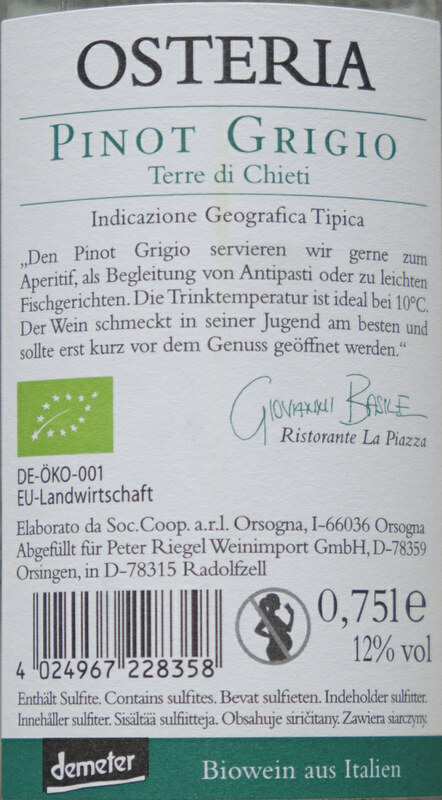 OSTERIA
PINOT GRIGIO
Terre di Chieti
Indicazione Geografica Tipica
„Den Pinot Grigio servieren wir gerne zum
Aperitif, als Begleitung von Antipasti oder zu leichten
Fischgerichten. Die Trinktemperatur ist ideal bei 10°C.
Der Wein schmeckt in seiner Jugend am besten und
sollte erst kurz vor dem Genuss geöffnet werden.“
GIOVANNI BASILE
Ristorante La Piazza
DE-ÖKO-001
EU-Landwirtschaft
Elaborato da Soc.Coop. a.r.l. Orsogna, I-66036 Orsogna
Abgefüllt für Peter Riegel Weinimport GmbH, D-78359
Orsingen, in D-78315 Radolfzell
0,75l e
12% vol
4 024967 228358
Enthält Sulfite. Contains sulfites. Bevat sulfieten. Indeholder sulfitter.
Innehåller sulfiter. Sisältää sulfiitteja. Obsahuje siričitany. Zawiera siarczyny.
demeter
Biowein aus Italien